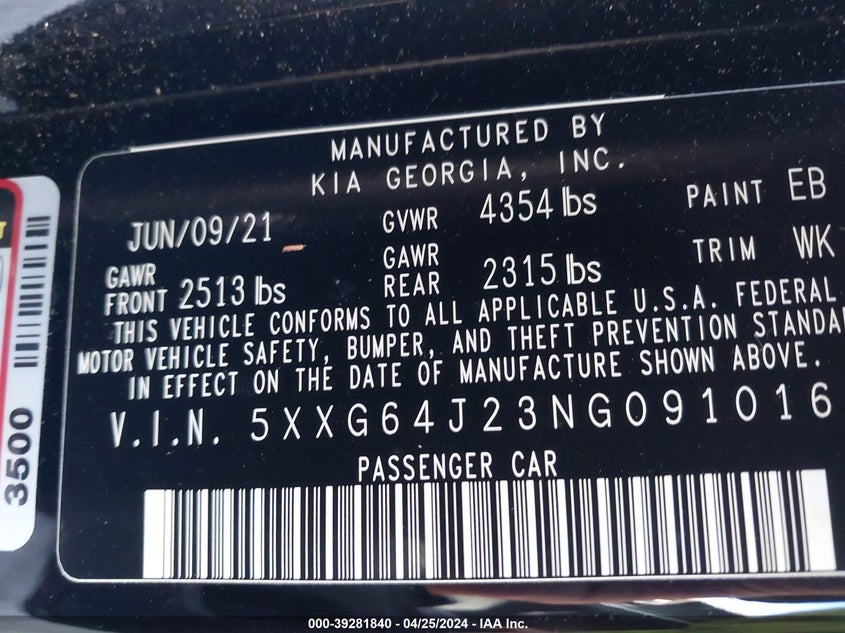 MANUFACTURED BY
KIA GEORGIA, INC.
JUN/09/21 GVWR 4354 lbs PAINT EB
GAWR FRONT 2513 lbs GAWR REAR 2315 lbs TRIM WK
THIS VEHICLE CONFORMS TO ALL APPLICABLE U.S.A. FEDERAL
MOTOR VEHICLE SAFETY, BUMPER, AND THEFT PREVENTION STANDA
IN EFFECT ON THE DATE OF MANUFACTURE SHOWN ABOVE.
V.I.N. 5XXG64J23NG091016
PASSENGER CAR
3500
000-39281840 - 04/25/2024 - IAA Inc.